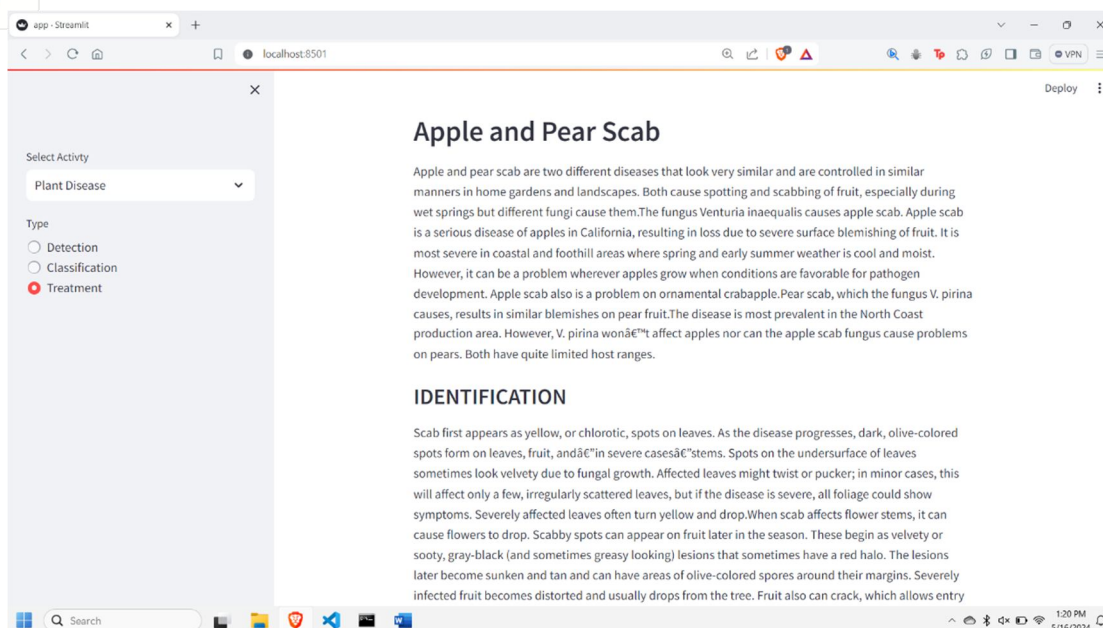 app · Streamlit
localhost:8501
VPN
Deploy
Select Activty
Plant Disease
Type
Detection
Classification
Treatment
Apple and Pear Scab
Apple and pear scab are two different diseases that look very similar and are controlled in similar
manners in home gardens and landscapes. Both cause spotting and scabbing of fruit, especially during
wet springs but different fungi cause them.The fungus Venturia inaequalis causes apple scab. Apple scab
is a serious disease of apples in California, resulting in loss due to severe surface blemishing of fruit. It is
most severe in coastal and foothill areas where spring and early summer weather is cool and moist.
However, it can be a problem wherever apples grow when conditions are favorable for pathogen
development. Apple scab also is a problem on ornamental crabapple.Pear scab, which the fungus V. pirina
causes, results in similar blemishes on pear fruit.The disease is most prevalent in the North Coast
production area. However, V. pirina wonâ€™t affect apples nor can the apple scab fungus cause problems
on pears. Both have quite limited host ranges.
IDENTIFICATION
Scab first appears as yellow, or chlorotic, spots on leaves. As the disease progresses, dark, olive-colored
spots form on leaves, fruit, andâ€”in severe casesâ€”stems. Spots on the undersurface of leaves
sometimes look velvety due to fungal growth. Affected leaves might twist or pucker; in minor cases, this
will affect only a few, irregularly scattered leaves, but if the disease is severe, all foliage could show
symptoms. Severely affected leaves often turn yellow and drop.When scab affects flower stems, it can
cause flowers to drop. Scabby spots can appear on fruit later in the season. These begin as velvety or
sooty, gray-black (and sometimes greasy looking) lesions that sometimes have a red halo. The lesions
later become sunken and tan and can have areas of olive-colored spores around their margins. Severely
infected fruit becomes distorted and usually drops from the tree. Fruit also can crack, which allows entry
Search
1:20 PM
5/16/2024